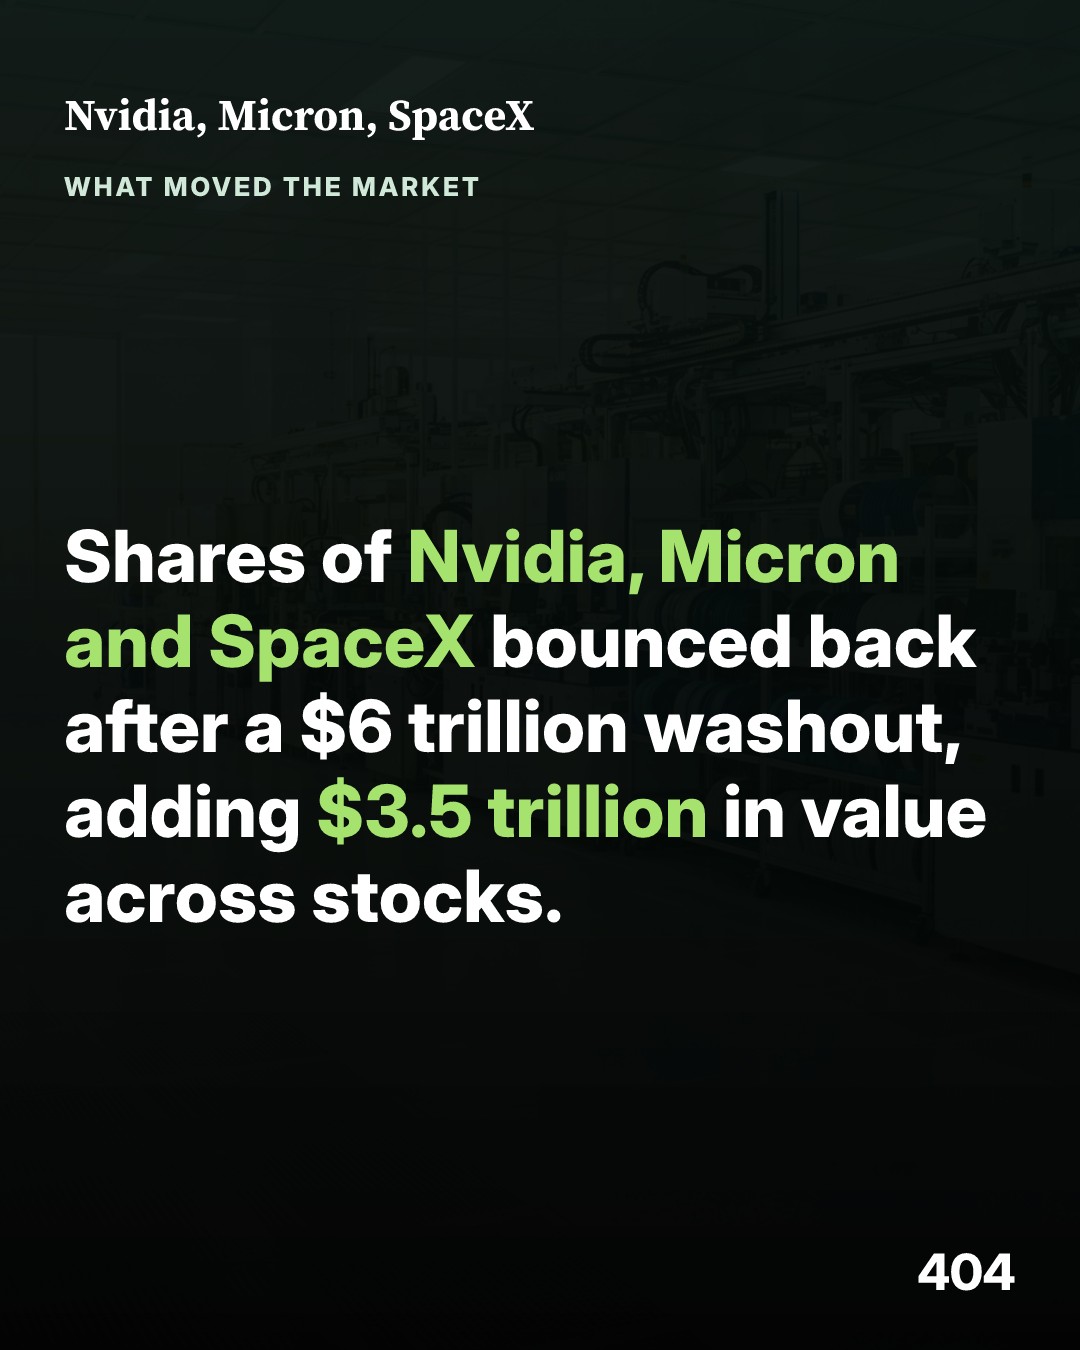 Nvidia, Micron, SpaceX
WHAT MOVED THE MARKET
Shares of Nvidia, Micron
and SpaceX bounced back
after a $6 trillion washout,
adding $3.5 trillion in value
across stocks.
404